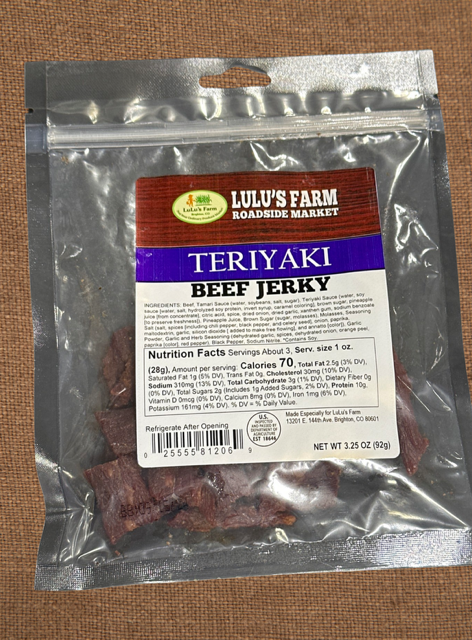 LuLu's Farm
Brighton, CO.
LULU'S FARM
ROADSIDE MARKET
TERIYAKI
BEEF JERKY
INGREDIENTS: Beef, Tamari Sauce (water, soybeans, salt, sugar), Teriyaki Sauce (water, soy
sauce [water, salt, hydrolyzed soy protein, invert syrup, caramel coloring], brown sugar, pineapple
juice [from concentrate], citric acid, spice, dried onion, dried garlic, xanthan gum, sodium benzoate
[to preserve freshness]), Pineapple Juice, Brown Sugar (sugar, molasses), Molasses, Seasoning
Salt (salt, spices [including chili pepper, black pepper, and celery seed], onion, paprika,
maltodextrin, garlic, silicon dioxide [ added to make free flowing], and annatto [color]), Garlic
Powder, Garlic and Herb Seasoning (dehydrated garlic, spices, dehydrated onion, orange peel,
paprika [color], red pepper), Black Pepper, Sodium Nitrite. *Contains Soy.
Nutrition Facts Servings About 3, Serv. size 1 oz.
(28g), Amount per serving: Calories 70, Total Fat 2.5g (3% DV),
Saturated Fat 1g (5% DV), Trans Fat 0g, Cholesterol 30mg (10% DV),
Sodium 310mg (13% DV), Total Carbohydrate 3g (1% DV), Dietary Fiber 0g
(0% DV), Total Sugars 2g (Includes 1g Added Sugars, 2% DV), Protein 10g,
Vitamin D 0mcg (0% DV), Calcium 8mg (0% DV), Iron 1mg (6% DV),
Potassium 161mg (4% DV). % DV = % Daily Value.
Refrigerate After Opening
0 25555 81206 9
U.S.
INSPECTED
AND PASSED BY
DEPARTMENT OF
AGRICULTURE
EST 18644
Made Especially for LuLu's Farm
13201 E. 144th Ave. Brighton, CO 80601
NET WT 3.25 OZ (92g)